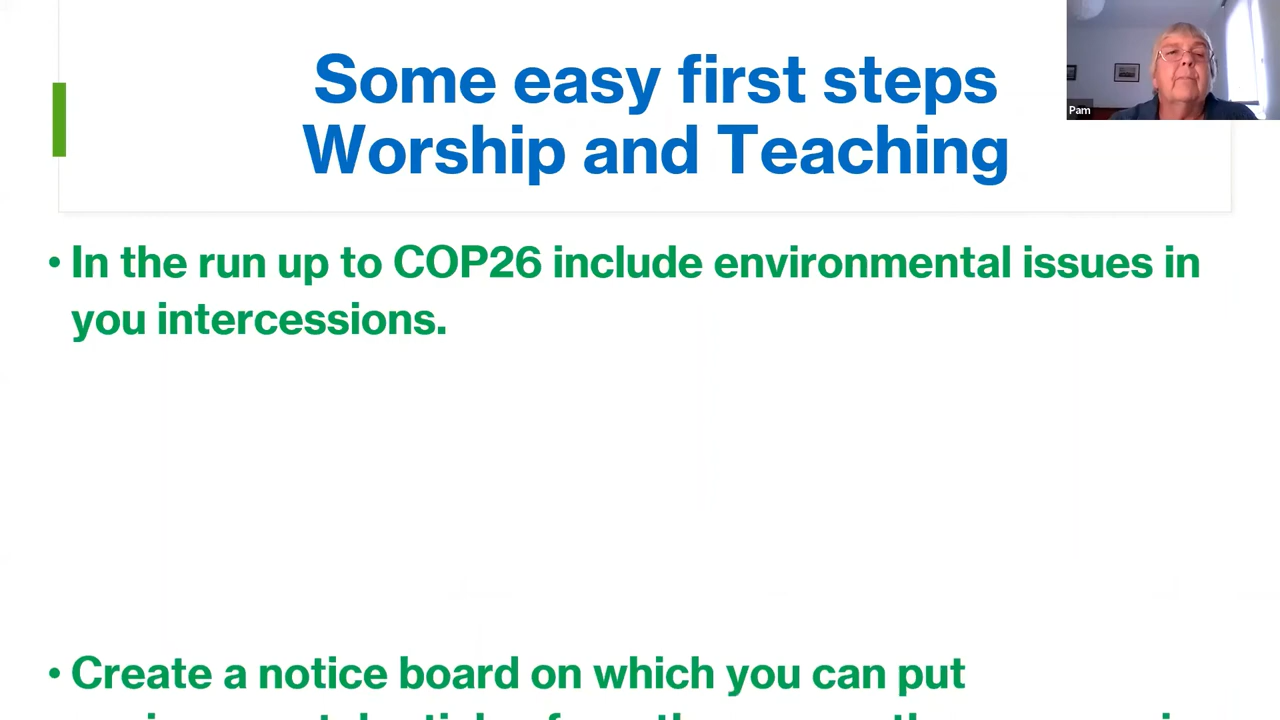 Some easy first steps
Worship and Teaching
Pam
• In the run up to COP26 include environmental issues in
you intercessions.
• Create a notice board on which you can put